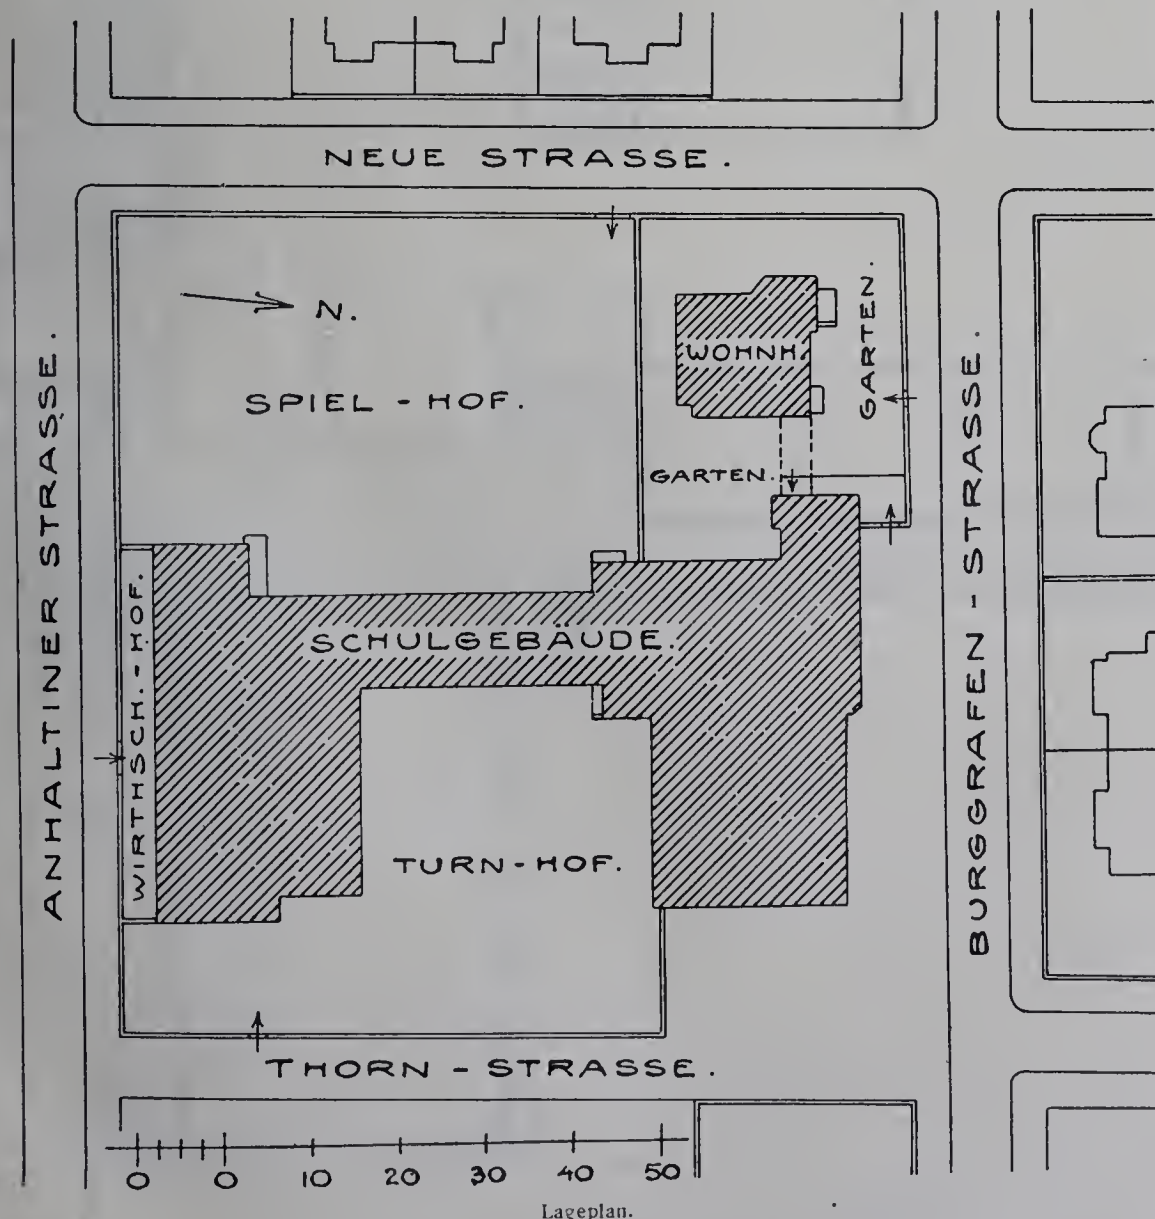 NEUE STRASSE.
N.
SPIEL - HOF.
WOHNH.
GARTEN.
GARTEN.
ANHALTINER STRASSE.
WIRTHSCH.-HOF.
SCHULGEBÄUDE.
BURGGRAFEN - STRASSE.
TURN-HOF.
THORN - STRASSE.
0 0 10 20 30 40 50
Lageplan.